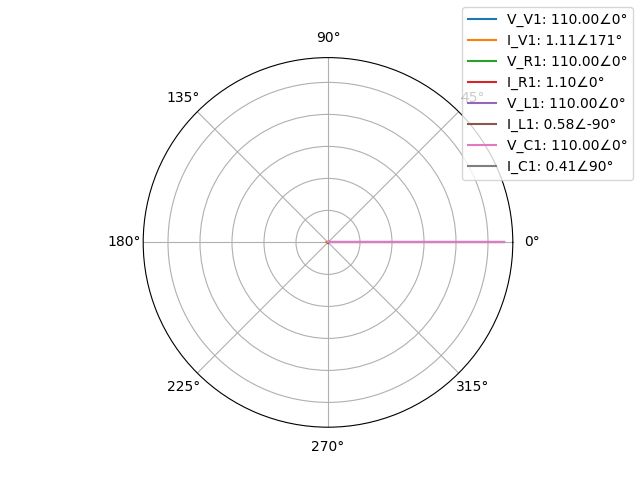 V_V1: 110.00∠0°
I_V1: 1.11∠171°
V_R1: 110.00∠0°
I_R1: 1.10∠0°
V_L1: 110.00∠0°
I_L1: 0.58∠-90°
V_C1: 110.00∠0°
I_C1: 0.41∠90°
90°
135°
45°
180°
0°
225°
315°
270°